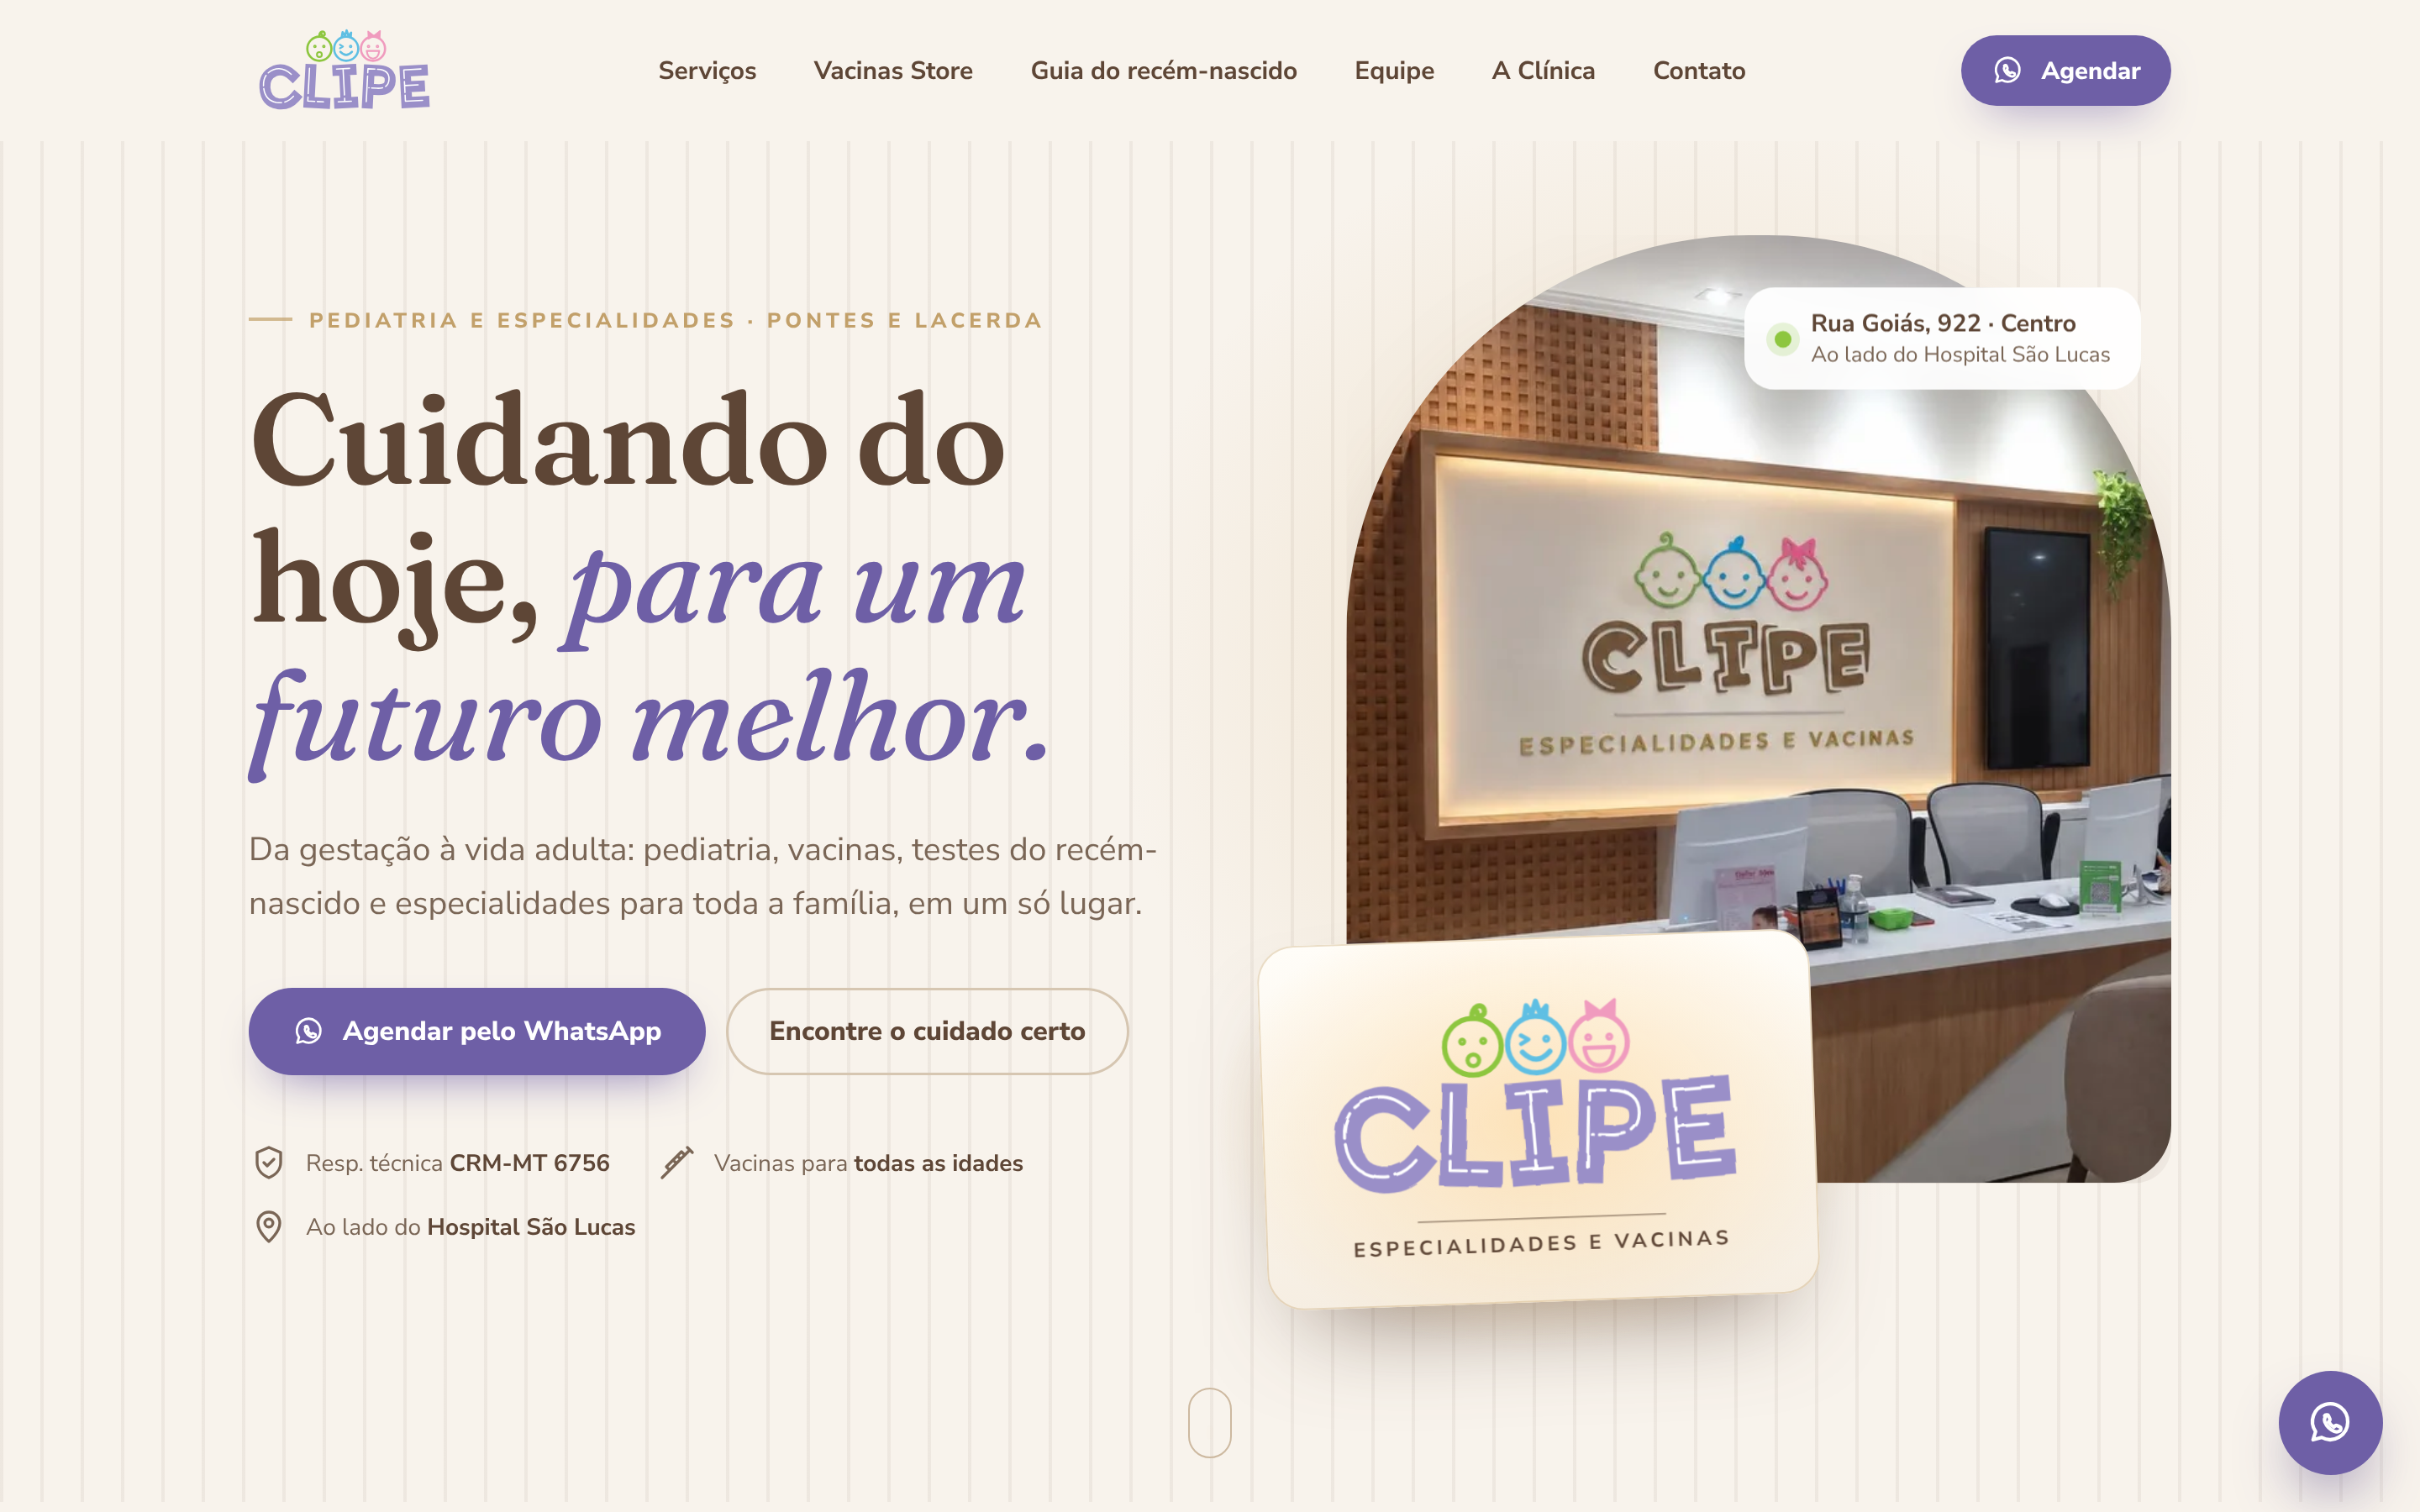 CLIPE
Serviços
Vacinas Store
Guia do recém-nascido
Equipe
A Clínica
Contato
Agendar
PEDIATRIA E ESPECIALIDADES · PONTES E LACERDA
Cuidando do
hoje, para um
futuro melhor.
Da gestação à vida adulta: pediatria, vacinas, testes do recém-
nascido e especialidades para toda a família, em um só lugar.
Agendar pelo WhatsApp
Encontre o cuidado certo
Resp. técnica CRM-MT 6756
Vacinas para todas as idades
Ao lado do Hospital São Lucas
Rua Goiás, 922 · Centro
Ao lado do Hospital São Lucas
CLIPE
ESPECIALIDADES E VACINAS
CLIPE
ESPECIALIDADES E VACINAS